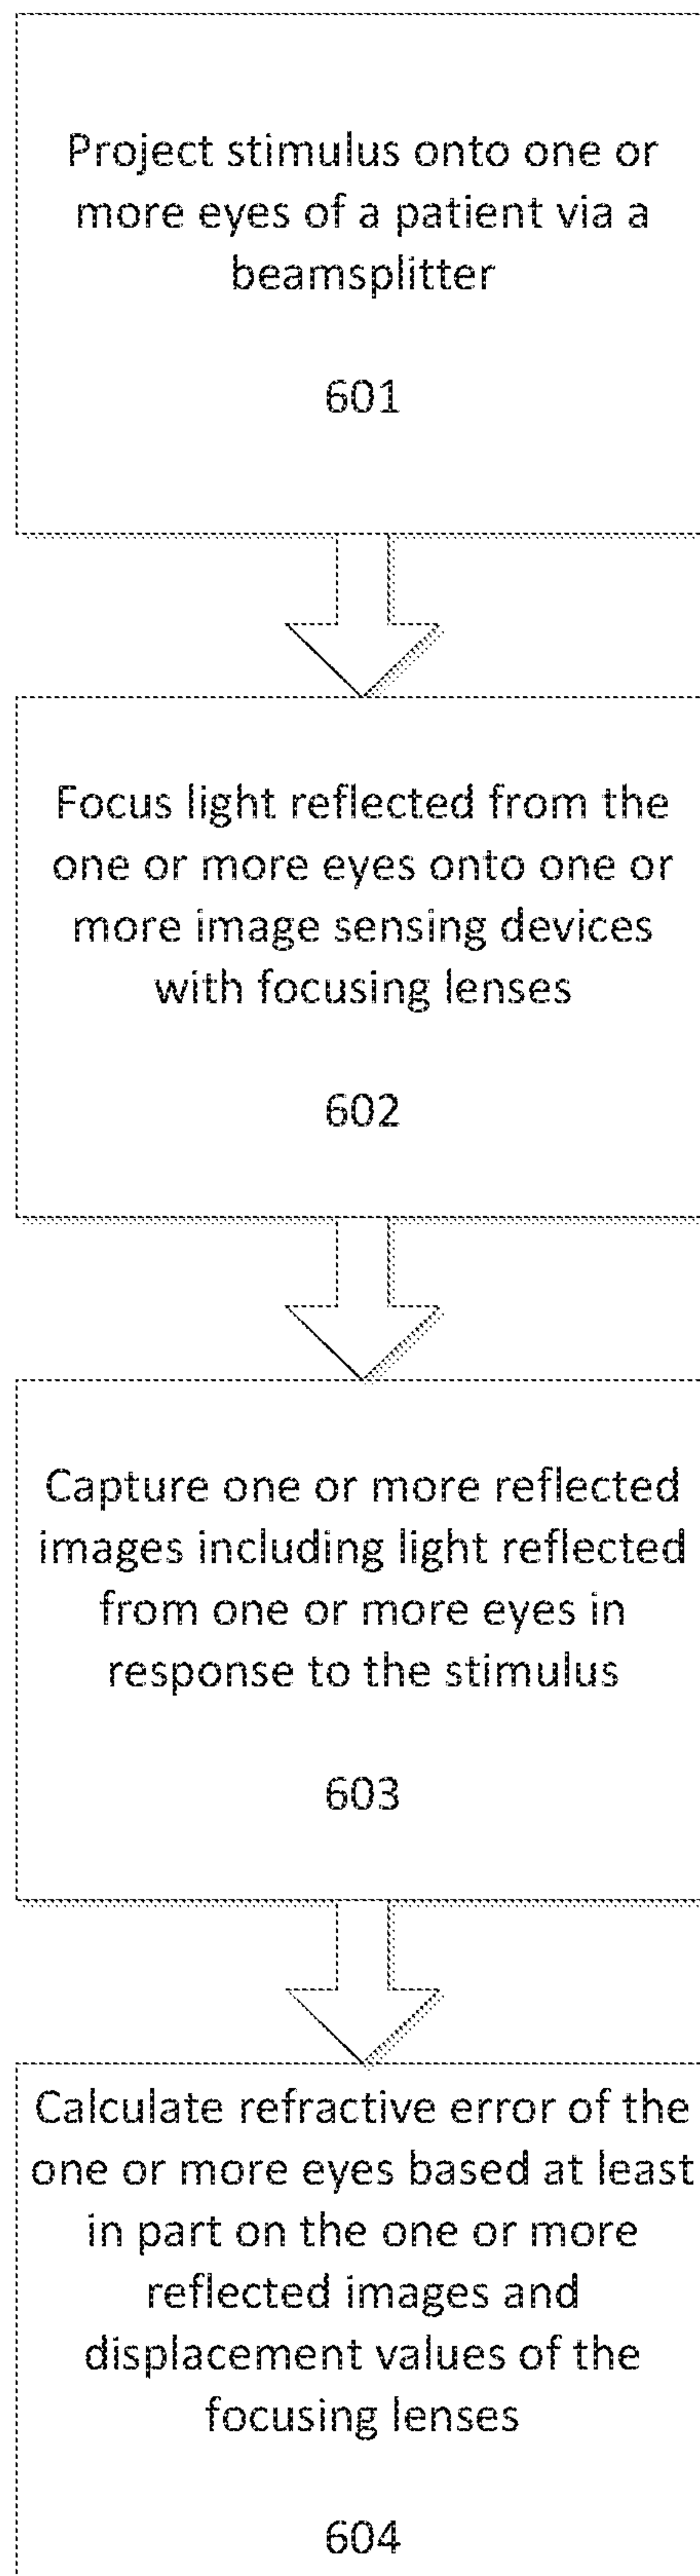 Project stimulus onto one or
more eyes of a patient via a
beamsplitter
601
Focus light reflected from the
one or more eyes onto one or
more image sensing devices
with focusing lenses
602
Capture one or more reflected
images including light reflected
from one or more eyes in
response to the stimulus
603
Calculate refractive error of the
one or more eyes based at least
in part on the one or more
reflected images and
displacement values of the
focusing lenses
604